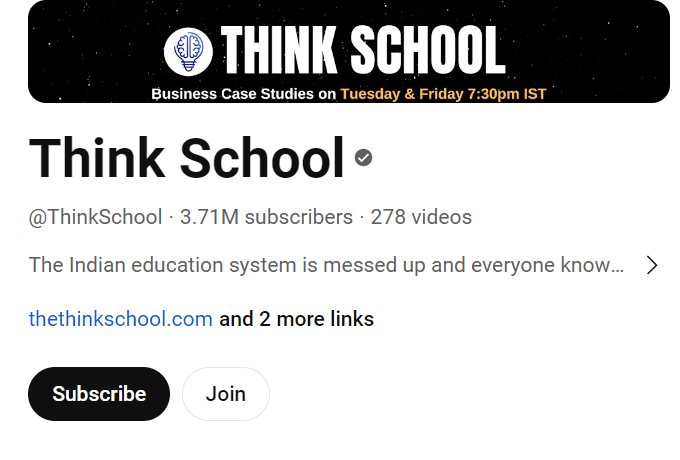 THINK SCHOOL
Business Case Studies on Tuesday & Friday 7:30pm IST
Think School
@ThinkSchool · 3.71M subscribers · 278 videos
The Indian education system is messed up and everyone know...
thethinkschool.com and 2 more links
Subscribe Join